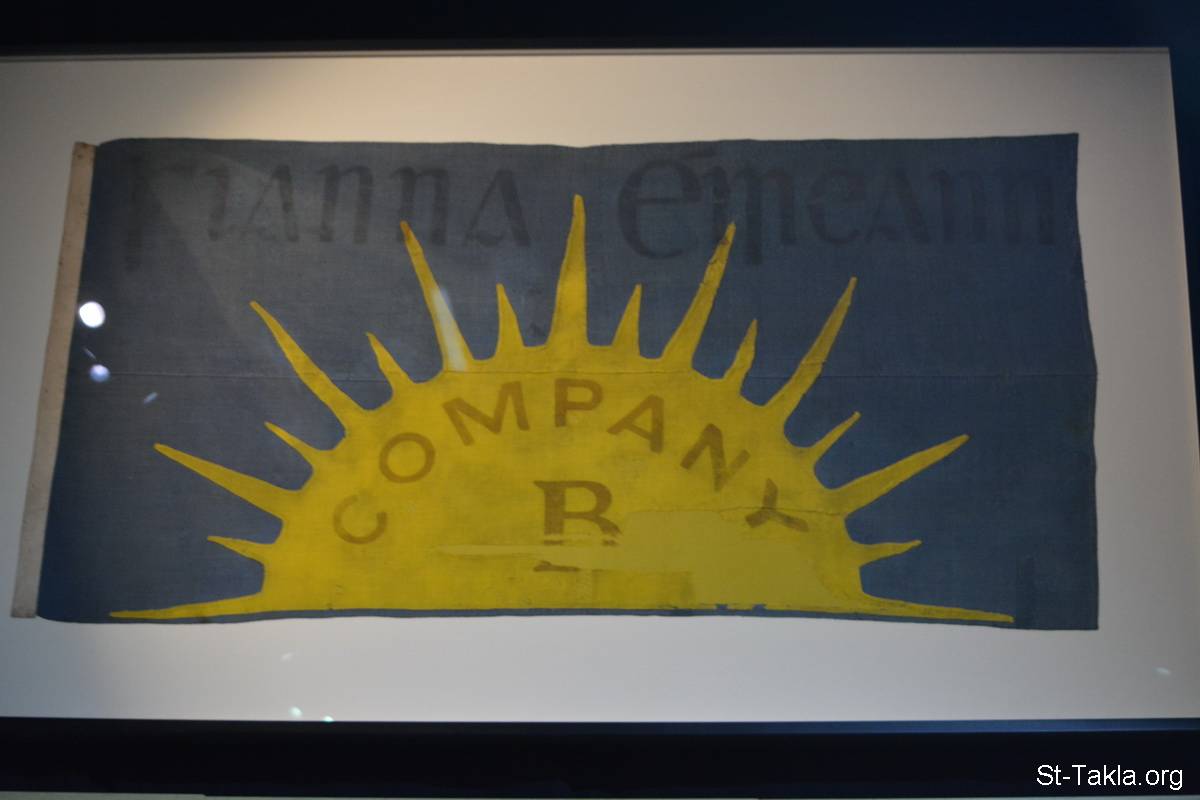 Fianna Éireann
COMPANY
B
St-Takla.org